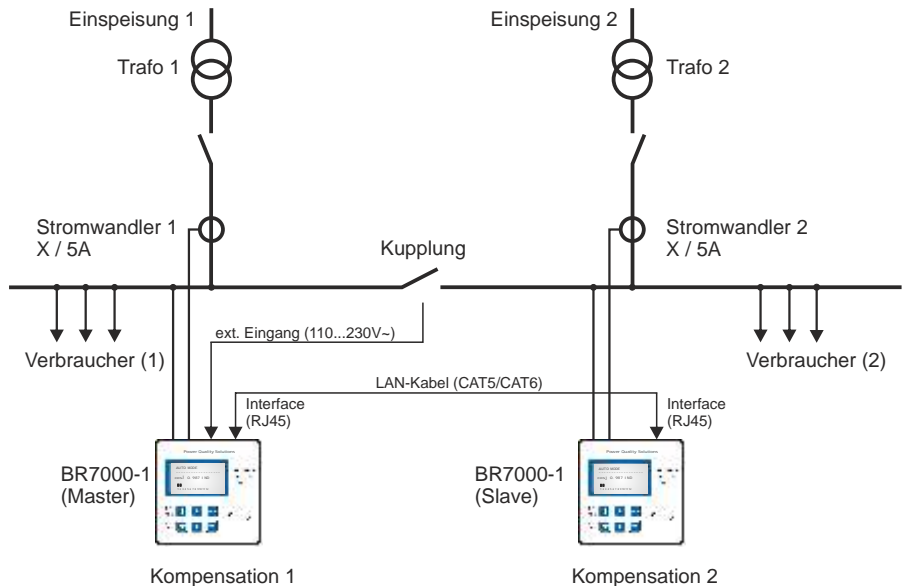 Einspeisung 1
Einspeisung 2
Trafo 1
Trafo 2
Stromwandler 1
X / 5A
Stromwandler 2
X / 5A
Kupplung
ext. Eingang (110...230V~)
Verbraucher (1)
Verbraucher (2)
LAN-Kabel (CAT5/CAT6)
Interface
(RJ45)
Interface
(RJ45)
Power Quality Solutions
AUTO MODE
Power Quality Solutions
AUTO MODE
BR7000-1
(Master)
BR7000-1
(Slave)
Kompensation 1
Kompensation 2